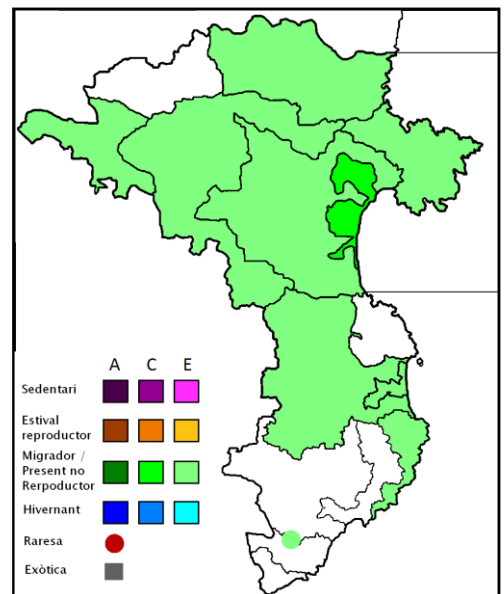 A C E
Sedentari
Estival
reproductor
Migrador /
Present no
Rerpoductor
Hivernant
Raresa
Exòtica